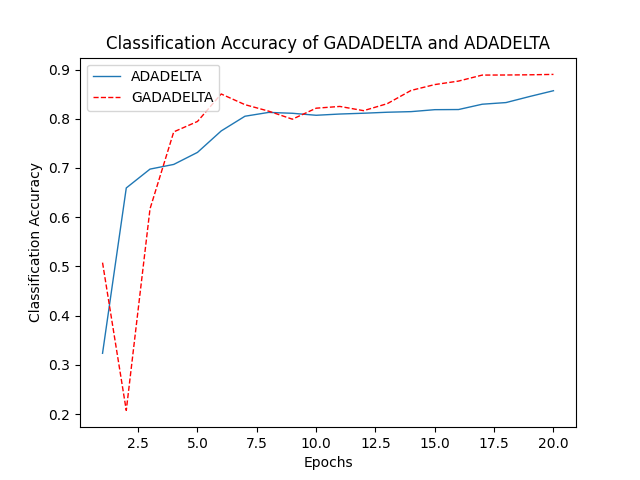 Classification Accuracy of GADADELTA and ADADELTA
ADADELTA
GADADELTA
Classification Accuracy
0.9
0.8
0.7
0.6
0.5
0.4
0.3
0.2
2.5 5.0 7.5 10.0 12.5 15.0 17.5 20.0
Epochs